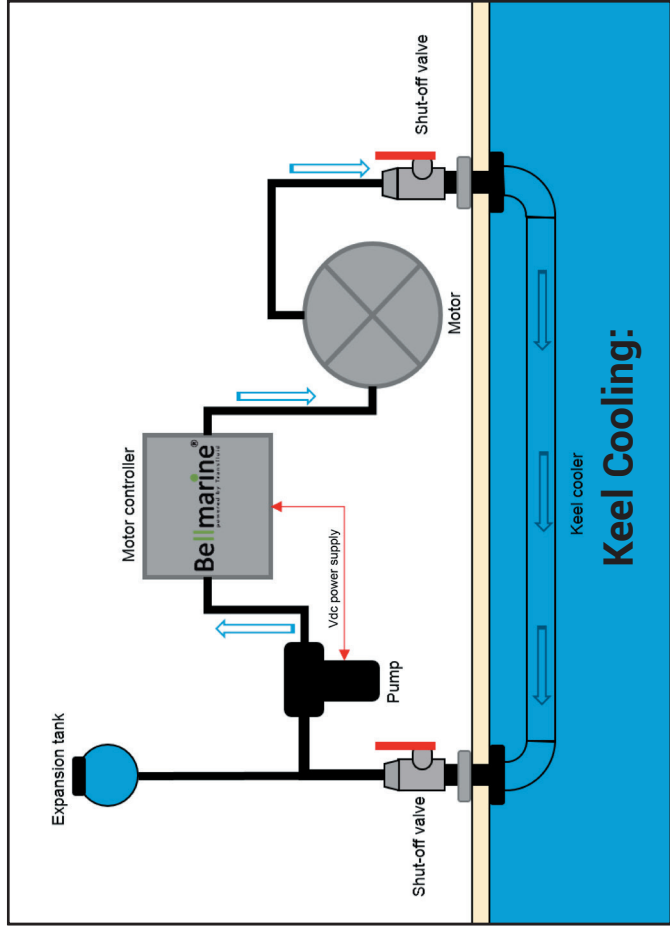 Expansion tank
Motor controller
Bellmarine®
powered by Transfluid
Shut-off valve
Vdc power supply
Pump
Motor
Shut-off valve
Keel cooler
Keel Cooling: